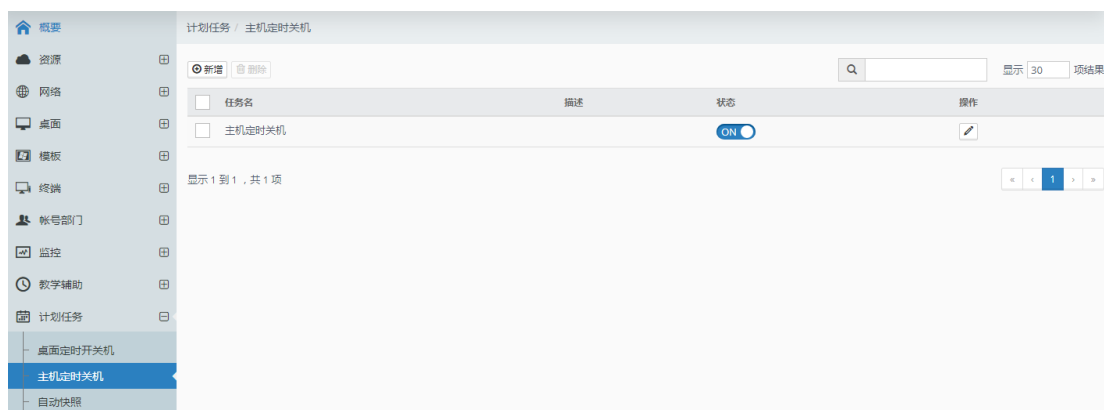 概要
计划任务 / 主机定时关机
资源
新增 删除
显示 30 项结果
网络
任务名 描述 状态 操作
桌面
主机定时关机 ON
模板
终端
显示 1 到 1 ，共 1 项
« ‹ 1 › »
帐号部门
监控
教学辅助
计划任务
桌面定时开关机
主机定时关机
自动快照